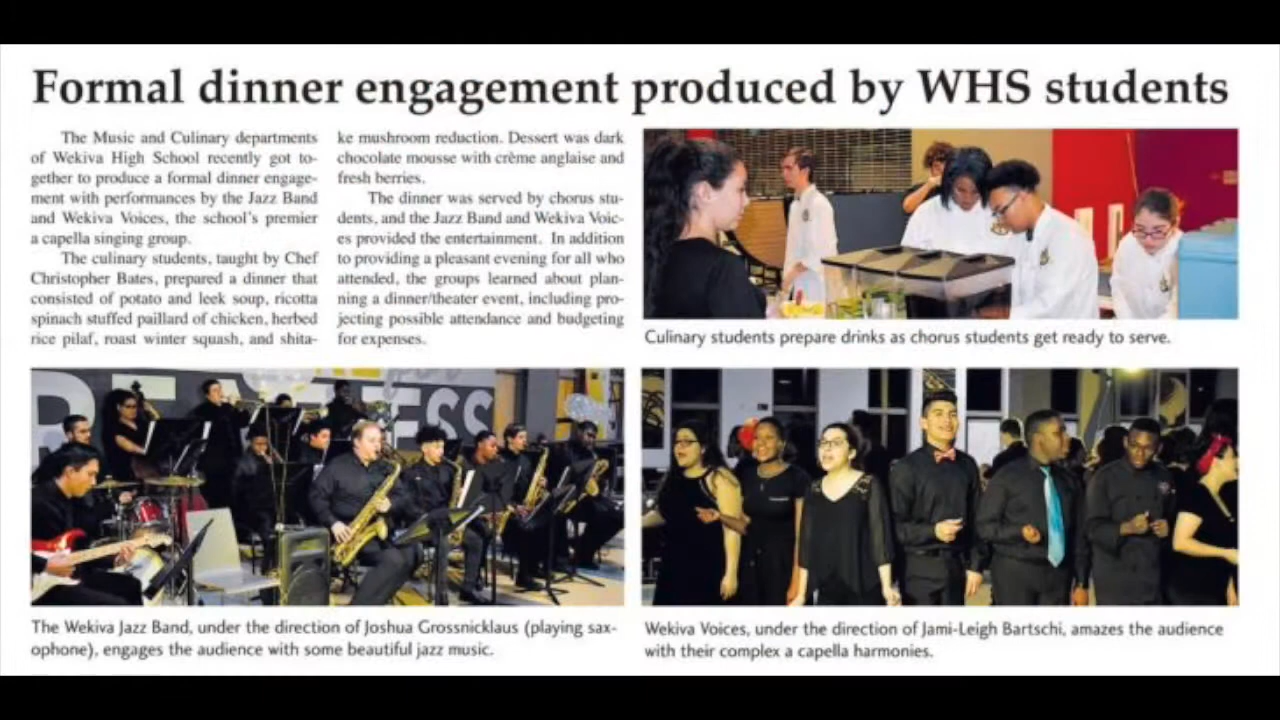 Formal dinner engagement produced by WHS students
The Music and Culinary departments
of Wekiva High School recently got to-
gether to produce a formal dinner engage-
ment with performances by the Jazz Band
and Wekiva Voices, the school's premier
a capella singing group.
The culinary students, taught by Chef
Christopher Bates, prepared a dinner that
consisted of potato and leek soup, ricotta
spinach stuffed paillard of chicken, herbed
rice pilaf, roast winter squash, and shita-
ke mushroom reduction. Dessert was dark
chocolate mousse with crème anglaise and
fresh berries.
The dinner was served by chorus stu-
dents, and the Jazz Band and Wekiva Voic-
es provided the entertainment. In addition
to providing a pleasant evening for all who
attended, the groups learned about plan-
ning a dinner/theater event, including pro-
jecting possible attendance and budgeting
for expenses.
Culinary students prepare drinks as chorus students get ready to serve.
The Wekiva Jazz Band, under the direction of Joshua Grossnicklaus (playing sax-
ophone), engages the audience with some beautiful jazz music.
Wekiva Voices, under the direction of Jami-Leigh Bartschi, amazes the audience
with their complex a capella harmonies.